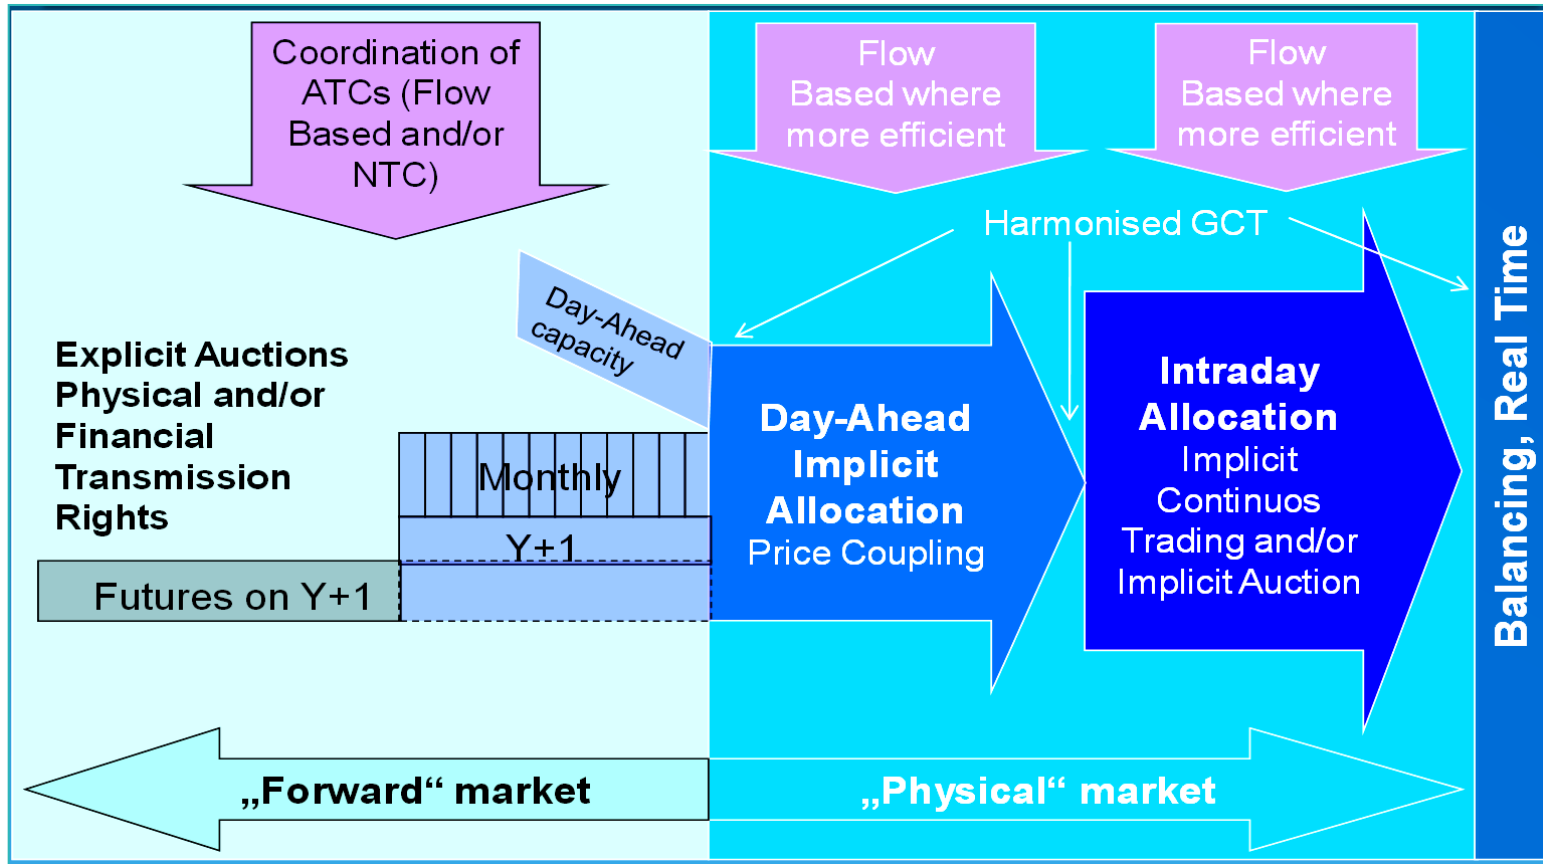 Coordination of
ATCs (Flow
Based and/or
NTC)
Flow
Based where
more efficient
Flow
Based where
more efficient
Harmonised GCT
Day-Ahead
capacity
Explicit Auctions
Physical and/or
Financial
Transmission
Rights
Monthly
Y+1
Futures on Y+1
Day-Ahead
Implicit
Allocation
Price Coupling
Intraday
Allocation
Implicit
Continuos
Trading and/or
Implicit Auction
Balancing, Real Time
„Forward“ market
„Physical“ market